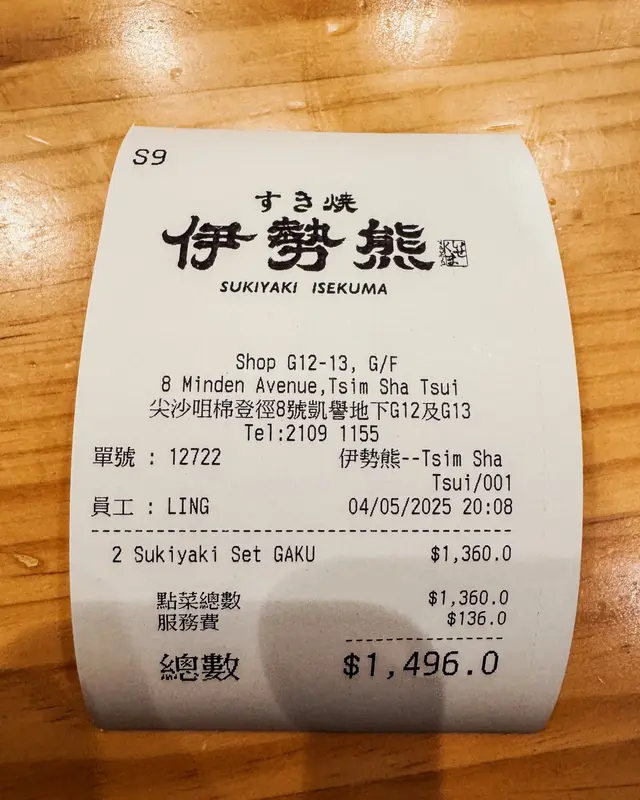 S9
すき焼
伊勢熊
SUKIYAKI ISEKUMA
Shop G12-13, G/F
8 Minden Avenue,Tsim Sha Tsui
尖沙咀棉登徑8號凱譽地下G12及G13
Tel:2109 1155
單號 : 12722 伊勢熊--Tsim Sha
Tsui/001
員工 : LING 04/05/2025 20:08
2 Sukiyaki Set GAKU $1,360.0
點菜總數 $1,360.0
服務費 $136.0
總數 $1,496.0